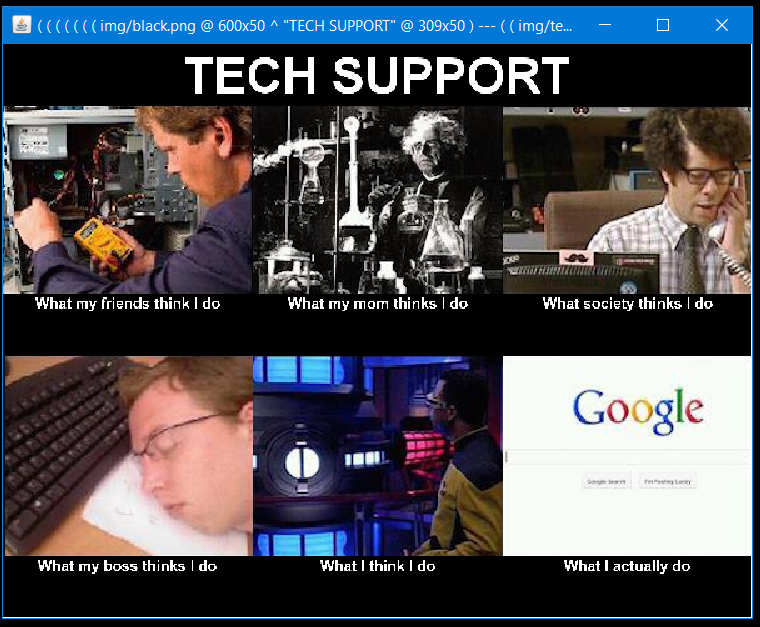 ( ( ( ( ( ( ( img/black.png @ 600x50 ^ "TECH SUPPORT" @ 309x50 ) --- ( ( img/te...
TECH SUPPORT
What my friends think I do
What my mom thinks I do
What society thinks I do
Google
Google Search
I'm Feeling Lucky
What my boss thinks I do
What I think I do
What I actually do